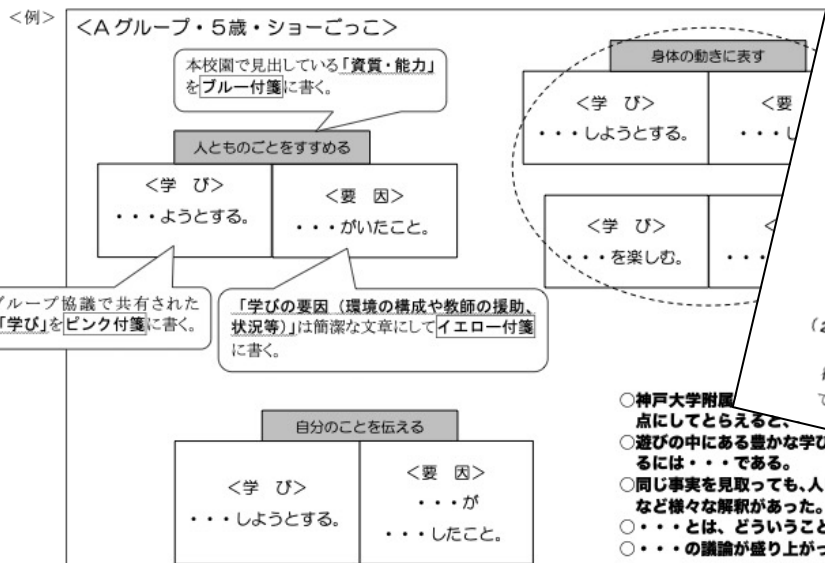 <例>
<Aグループ・5歳・ショーごっこ>
本校園で見出している「資質・能力」
をブルー付箋に書く。
人とものごとをすすめる
<学 び>
・・・ようとする。
<要 因>
・・・がいたこと。
グループ協議で共有された
「学び」をピンク付箋に書く。
「学びの要因（環境の構成や教師の援助、
状況等）」は簡潔な文章にしてイエロー付箋
に書く。
身体の動きに表す
<学 び>
・・・しようとする。
<要
・・・し
<学 び>
・・・を楽しむ。
<
・・・
自分のことを伝える
<学 び>
・・・しようとする。
<要 因>
・・・が
・・・したこと。
(2
て
○神戸大学附属
点にしてとらえると、
○遊びの中にある豊かな学び
るには・・・である。
○同じ事実を見取っても、人
など様々な解釈があった。
○・・・とは、どういうこと
○・・・の議論が盛り上がっ